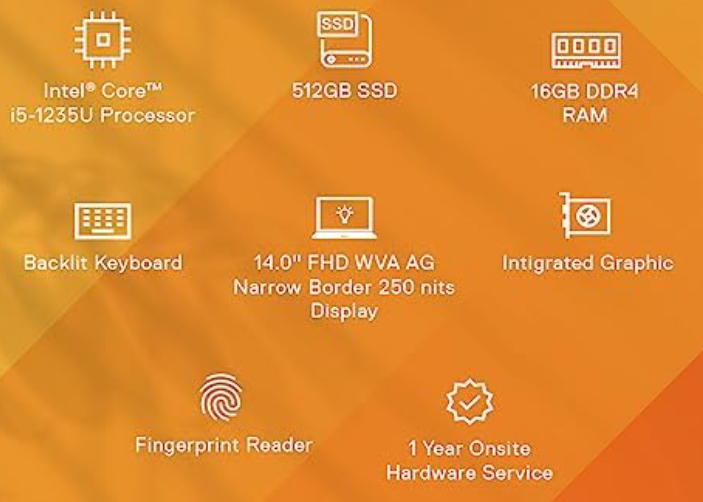 SSD
Intel® Core™
i5-1235U Processor
512GB SSD
16GB DDR4
RAM
Backlit Keyboard
14.0" FHD WVA AG
Narrow Border 250 nits
Display
Intigrated Graphic
Fingerprint Reader
1 Year Onsite
Hardware Service